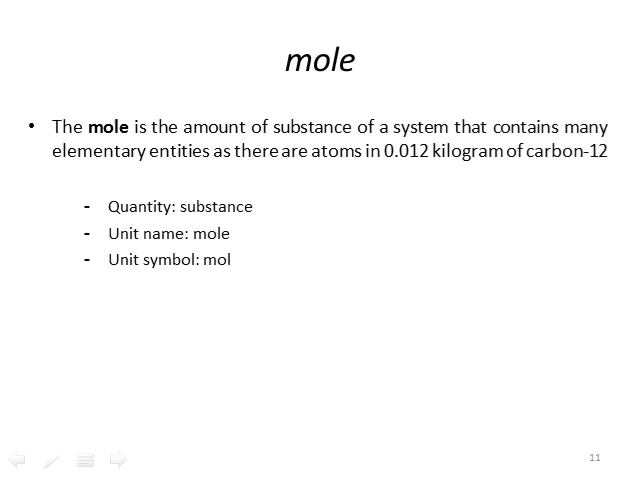 mole
• The mole is the amount of substance of a system that contains many
elementary entities as there are atoms in 0.012 kilogram of carbon-12
- Quantity: substance
- Unit name: mole
- Unit symbol: mol
11